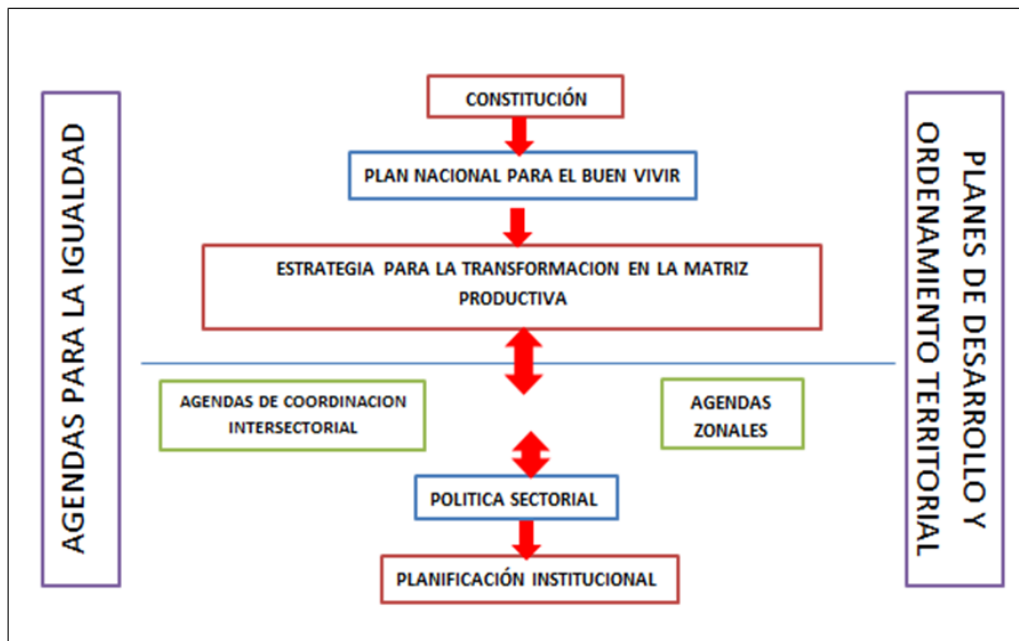 AGENDAS PARA LA IGUALDAD
CONSTITUCIÓN
PLAN NACIONAL PARA EL BUEN VIVIR
ESTRATEGIA PARA LA TRANSFORMACION EN LA MATRIZ
PRODUCTIVA
AGENDAS DE COORDINACION
INTERSECTORIAL
AGENDAS
ZONALES
POLITICA SECTORIAL
PLANIFICACIÓN INSTITUCIONAL
PLANES DE DESARROLLO Y
ORDENAMIENTO TERRITORIAL